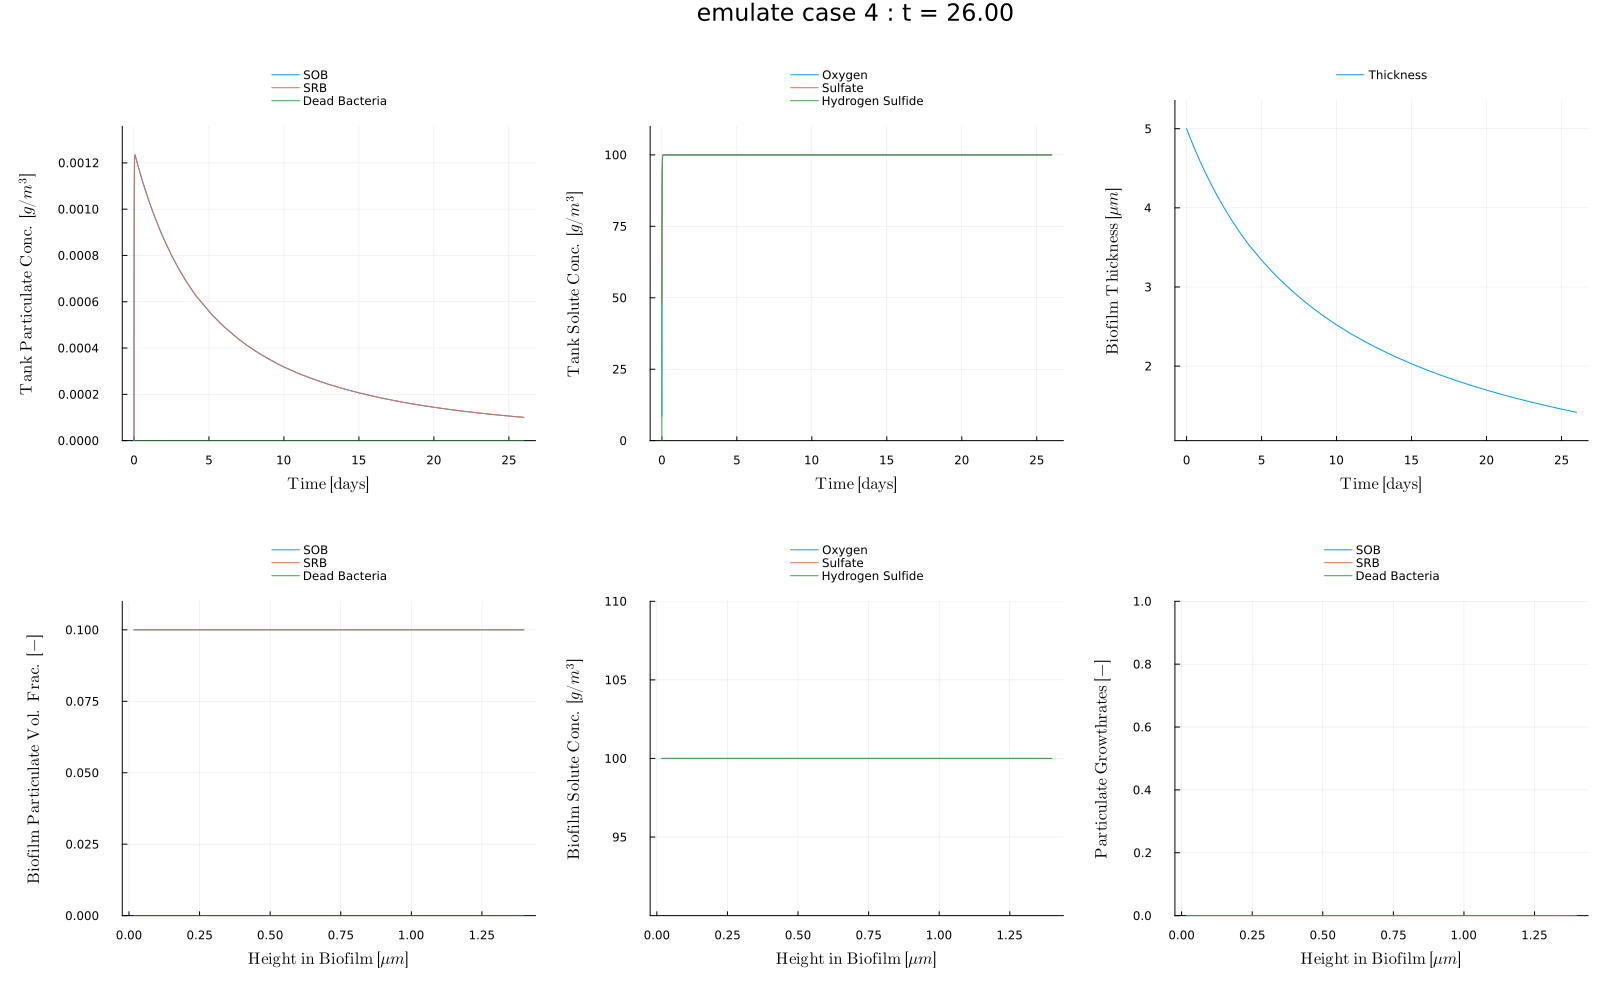 emulate case 4 : t = 26.00
SOB
SRB
Dead Bacteria
Tank Particulate Conc. [g/m³]
0.0012
0.0010
0.0008
0.0006
0.0004
0.0002
0.0000
0 5 10 15 20 25
Time [days]
Oxygen
Sulfate
Hydrogen Sulfide
Tank Solute Conc. [g/m³]
100
75
50
25
0
0 5 10 15 20 25
Time [days]
Thickness
Biofilm Thickness [μm]
5
4
3
2
0 5 10 15 20 25
Time [days]
SOB
SRB
Dead Bacteria
Biofilm Particulate Vol. Frac. [−]
0.100
0.075
0.050
0.025
0.000
0.00 0.25 0.50 0.75 1.00 1.25
Height in Biofilm [μm]
Oxygen
Sulfate
Hydrogen Sulfide
Biofilm Solute Conc. [g/m³]
110
105
100
95
0.00 0.25 0.50 0.75 1.00 1.25
Height in Biofilm [μm]
SOB
SRB
Dead Bacteria
Particulate Growthrates [−]
1.0
0.8
0.6
0.4
0.2
0.0
0.00 0.25 0.50 0.75 1.00 1.25
Height in Biofilm [μm]